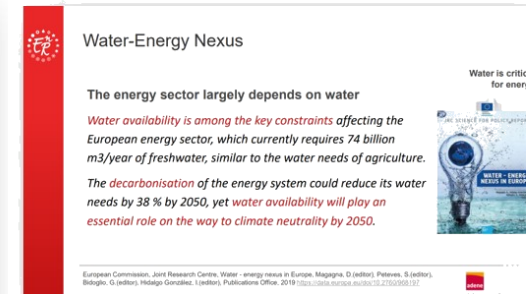 Water-Energy Nexus
The energy sector largely depends on water
Water availability is among the key constraints affecting the
European energy sector, which currently requires 74 billion
m3/year of freshwater, similar to the water needs of agriculture.
The decarbonisation of the energy system could reduce its water
needs by 38 % by 2050, yet water availability will play an
essential role on the way to climate neutrality by 2050.
Water is critic
for energ
JRC SCIENCE FOR POLICY REPORT
WATER - ENERG
NEXUS IN EUROP
European Commission, Joint Research Centre, Water - energy nexus in Europe, Magagna, D.(editor), Peteves, S.(editor),
Bidoglio, G.(editor), Hidalgo González, I.(editor), Publications Office, 2019 https://data.europa.eu/doi/10.2760/968197
adene